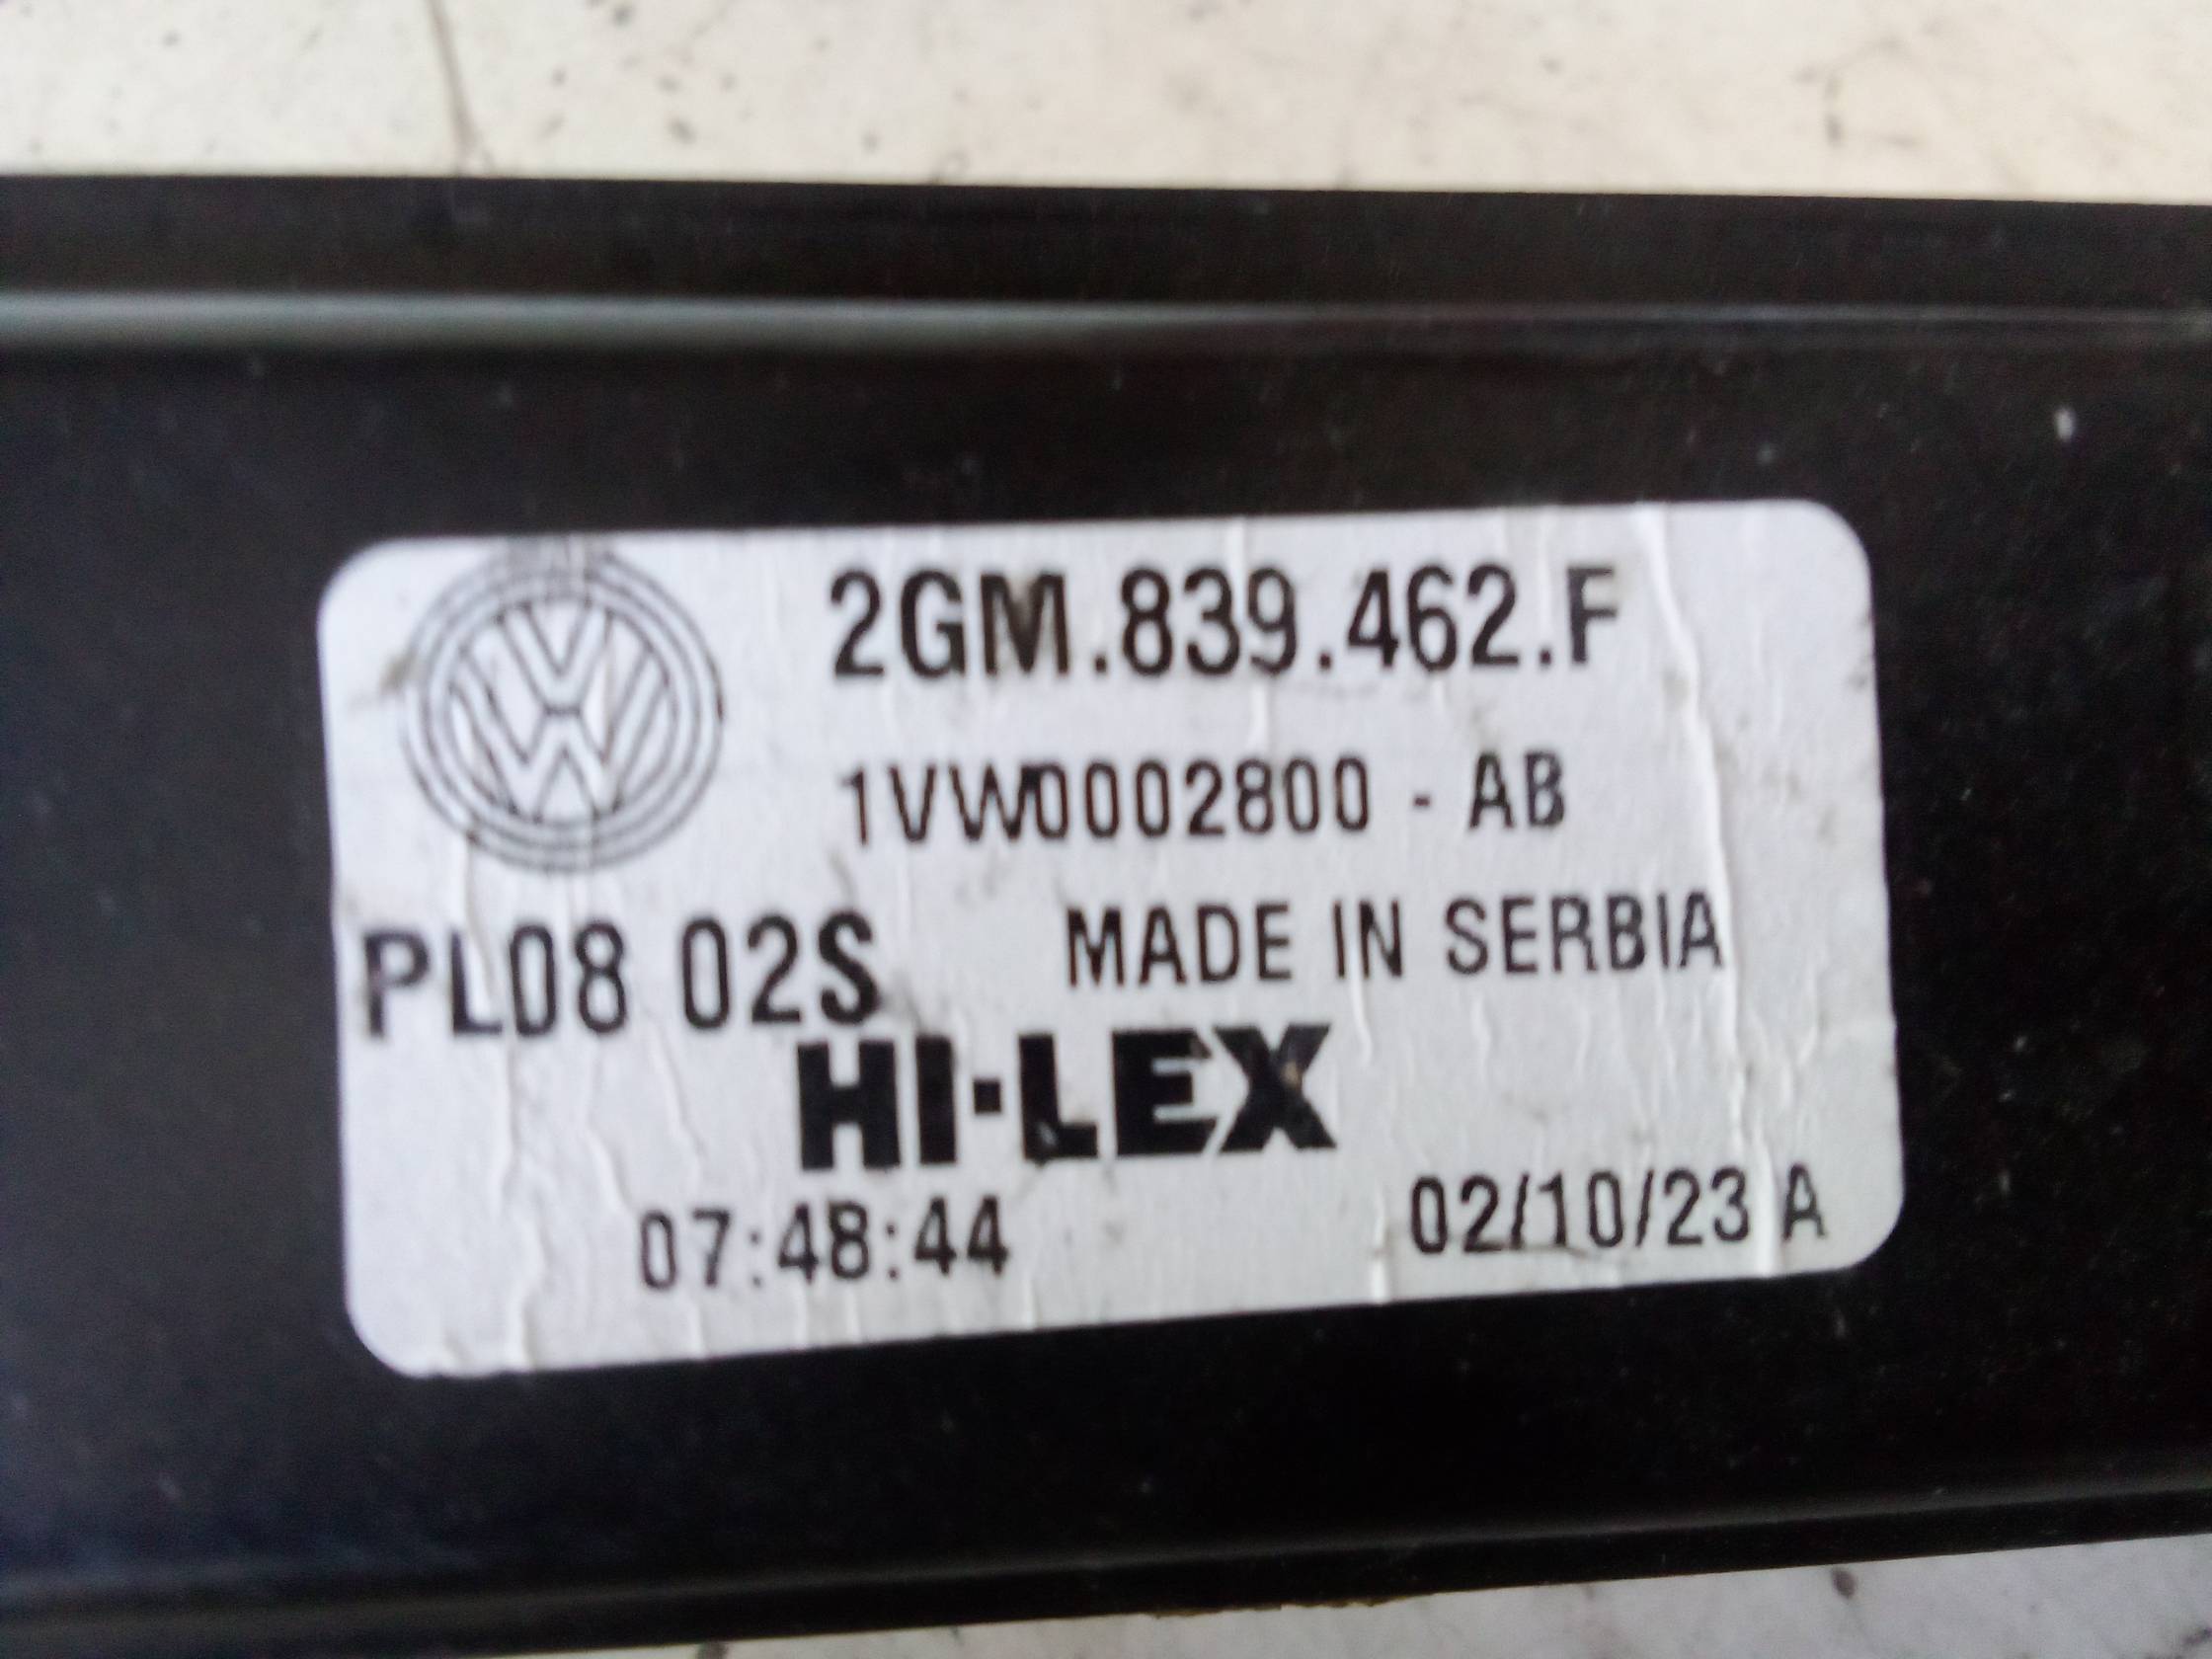 2GM.839.462.F
1VW0002800 - AB
PL08 02S MADE IN SERBIA
HI-LEX
07:48:44 02/10/23 A